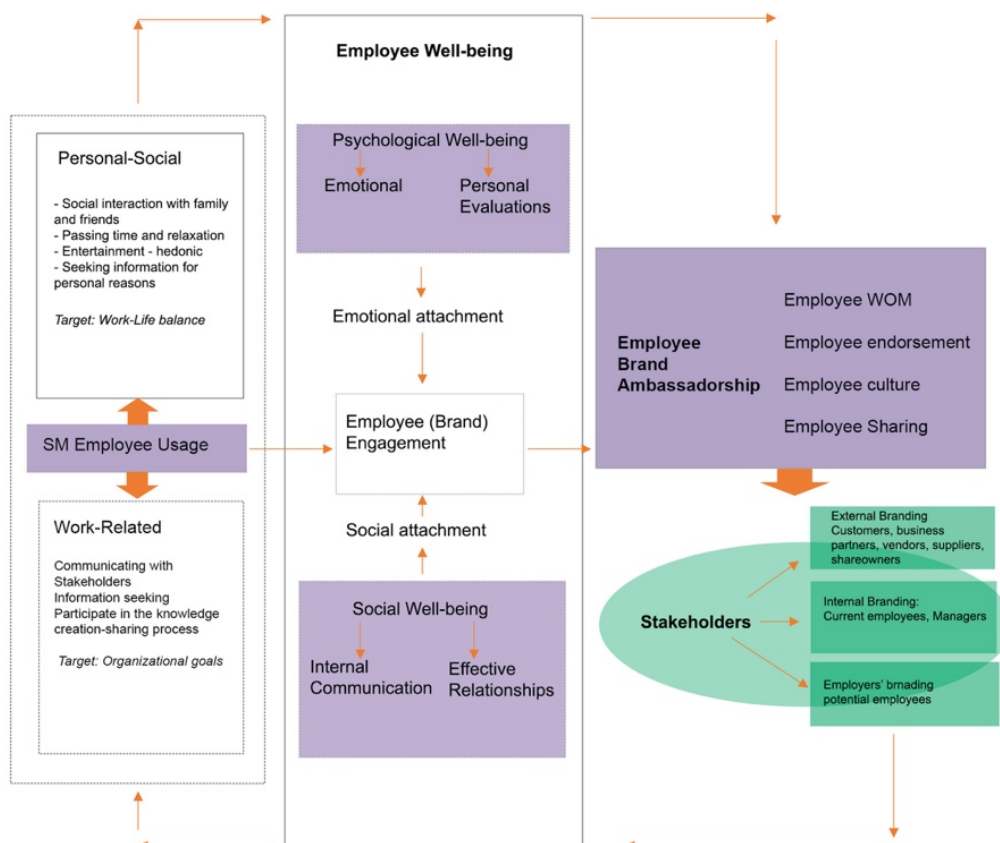 Employee Well-being
Personal-Social
- Social interaction with family
and friends
- Passing time and relaxation
- Entertainment - hedonic
- Seeking information for
personal reasons
Target: Work-Life balance
SM Employee Usage
Work-Related
Communicating with
Stakeholders
Information seeking
Participate in the knowledge
creation-sharing process
Target: Organizational goals
Psychological Well-being
Emotional
Personal
Evaluations
Emotional attachment
Employee (Brand)
Engagement
Social attachment
Social Well-being
Internal
Communication
Effective
Relationships
Employee
Brand
Ambassadorship
Employee WOM
Employee endorsement
Employee culture
Employee Sharing
Stakeholders
External Branding
Customers, business
partners, vendors, suppliers,
shareowners
Internal Branding:
Current employees, Managers
Employers' brnading
potential employees